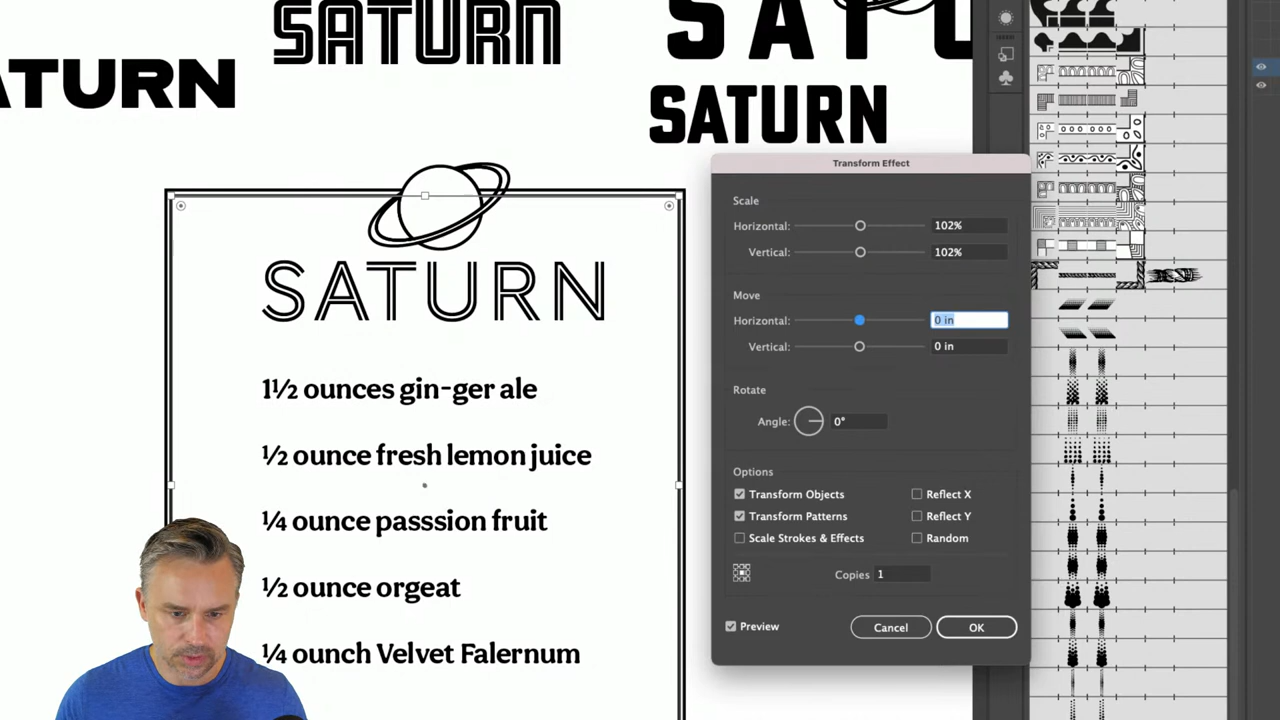 SATURN
SATU
ATURN
SATURN
SATURN
1½ ounces gin-ger ale
½ ounce fresh lemon juice
¼ ounce passsion fruit
½ ounce orgeat
¼ ounch Velvet Falernum
Transform Effect
Scale
Horizontal: 102%
Vertical: 102%
Move
Horizontal: 0 in
Vertical: 0 in
Rotate
Angle: 0°
Options
Transform Objects
Reflect X
Transform Patterns
Reflect Y
Scale Strokes & Effects
Random
Copies 1
Preview
Cancel
OK